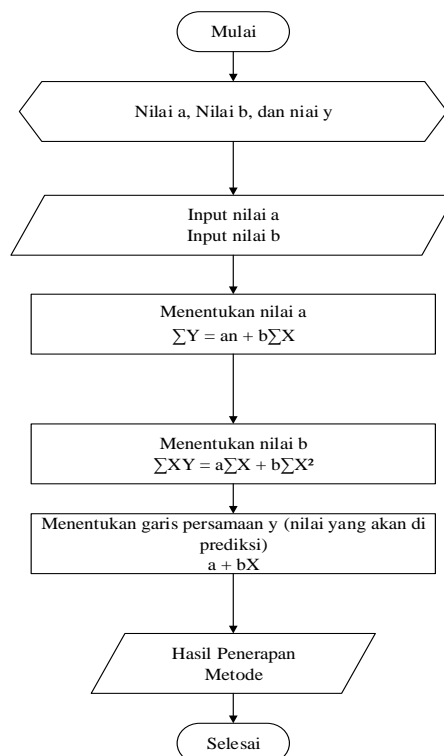 Mulai
Nilai a, Nilai b, dan niai y
Input nilai a
Input nilai b
Menentukan nilai a
∑Y = an + b∑X
Menentukan nilai b
∑XY = a∑X + b∑X²
Menentukan garis persamaan y (nilai yang akan di
prediksi)
a + bX
Hasil Penerapan
Metode
Selesai